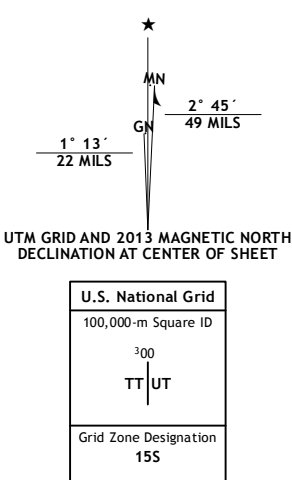 ★
MN
GN
2° 45´
49 MILS
1° 13´
22 MILS
UTM GRID AND 2013 MAGNETIC NORTH
DECLINATION AT CENTER OF SHEET
U.S. National Grid
100,000-m Square ID
³00
TT UT
Grid Zone Designation
15S